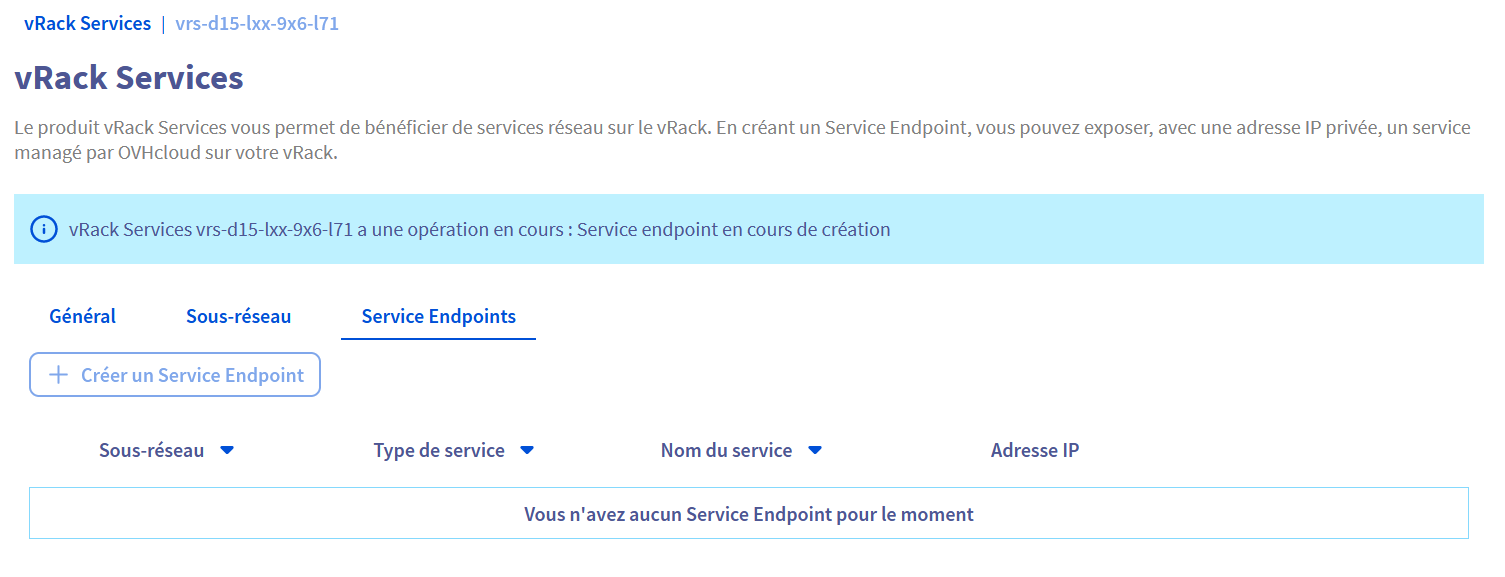 vRack Services | vrs-d15-lxx-9x6-l71
vRack Services
Le produit vRack Services vous permet de bénéficier de services réseau sur le vRack. En créant un Service Endpoint, vous pouvez exposer, avec une adresse IP privée, un service
managé par OVHcloud sur votre vRack.
vRack Services vrs-d15-lxx-9x6-l71 a une opération en cours : Service endpoint en cours de création
Général Sous-réseau Service Endpoints
Créer un Service Endpoint
Sous-réseau Type de service Nom du service Adresse IP
Vous n'avez aucun Service Endpoint pour le moment